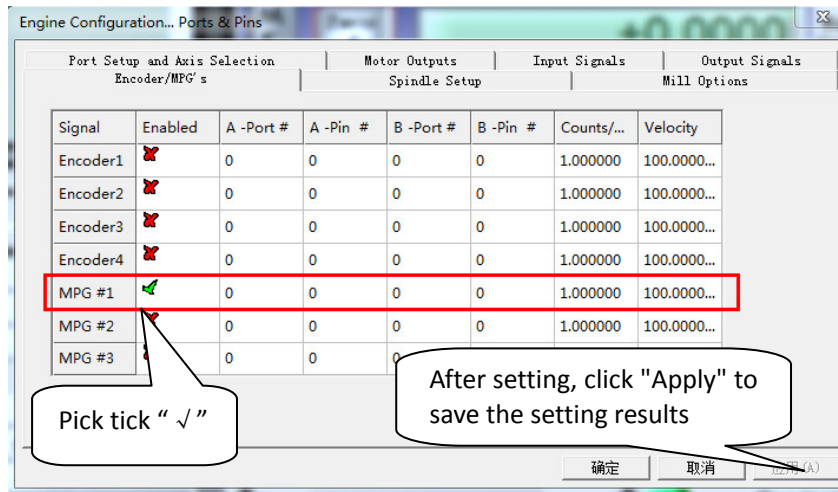 Engine Configuration... Ports & Pins
+0.0000
Port Setup and Axis Selection Motor Outputs Input Signals Output Signals
Encoder/MPG's Spindle Setup Mill Options
Signal Enabled A -Port # A -Pin # B -Port # B -Pin # Counts/... Velocity
Encoder1 0 0 0 0 1.000000 100.0000...
Encoder2 0 0 0 0 1.000000 100.0000...
Encoder3 0 0 0 0 1.000000 100.0000...
Encoder4 0 0 0 0 1.000000 100.0000...
MPG #1 0 0 0 0 1.000000 100.0000...
MPG #2 0 0 0 0 1.000000 100.0000...
MPG #3 0 0 0
Pick tick “ √ ”
After setting, click "Apply" to
save the setting results
确定 取消 应用(A)